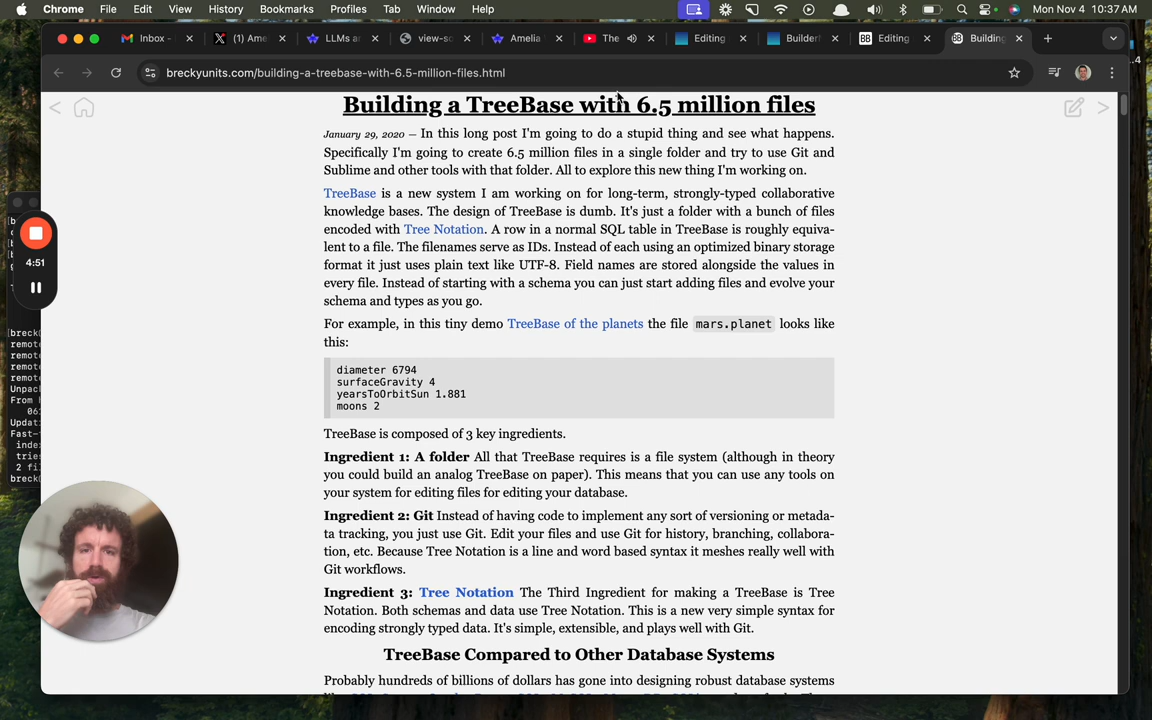 Chrome File Edit View History Bookmarks Profiles Tab Window Help Mon Nov 4 10:37 AM
Inbox - (1) Ame LLMs ar view-so Amelia The Editing Builder Editing Building
breckyunits.com/building-a-treebase-with-6.5-million-files.html
Building a TreeBase with 6.5 million files
January 29, 2020 — In this long post I'm going to do a stupid thing and see what happens.
Specifically I'm going to create 6.5 million files in a single folder and try to use Git and
Sublime and other tools with that folder. All to explore this new thing I'm working on.
TreeBase is a new system I am working on for long-term, strongly-typed collaborative
knowledge bases. The design of TreeBase is dumb. It's just a folder with a bunch of files
encoded with Tree Notation. A row in a normal SQL table in TreeBase is roughly equiva-
lent to a file. The filenames serve as IDs. Instead of each using an optimized binary storage
format it just uses plain text like UTF-8. Field names are stored alongside the values in
every file. Instead of starting with a schema you can just start adding files and evolve your
schema and types as you go.
For example, in this tiny demo TreeBase of the planets the file mars.planet looks like
this:
diameter 6794
surfaceGravity 4
yearsToOrbitSun 1.881
moons 2
TreeBase is composed of 3 key ingredients.
Ingredient 1: A folder All that TreeBase requires is a file system (although in theory
you could build an analog TreeBase on paper). This means that you can use any tools on
your system for editing files for editing your database.
Ingredient 2: Git Instead of having code to implement any sort of versioning or metada-
ta tracking, you just use Git. Edit your files and use Git for history, branching, collabora-
tion, etc. Because Tree Notation is a line and word based syntax it meshes really well with
Git workflows.
Ingredient 3: Tree Notation The Third Ingredient for making a TreeBase is Tree
Notation. Both schemas and data use Tree Notation. This is a new very simple syntax for
encoding strongly typed data. It's simple, extensible, and plays well with Git.
TreeBase Compared to Other Database Systems
Probably hundreds of billions of dollars has gone into designing robust database systems
4:51
breck
remot
remot
remot
remot
Unpac
From
Updat
Fast-
inde
tries
2 fi
breck